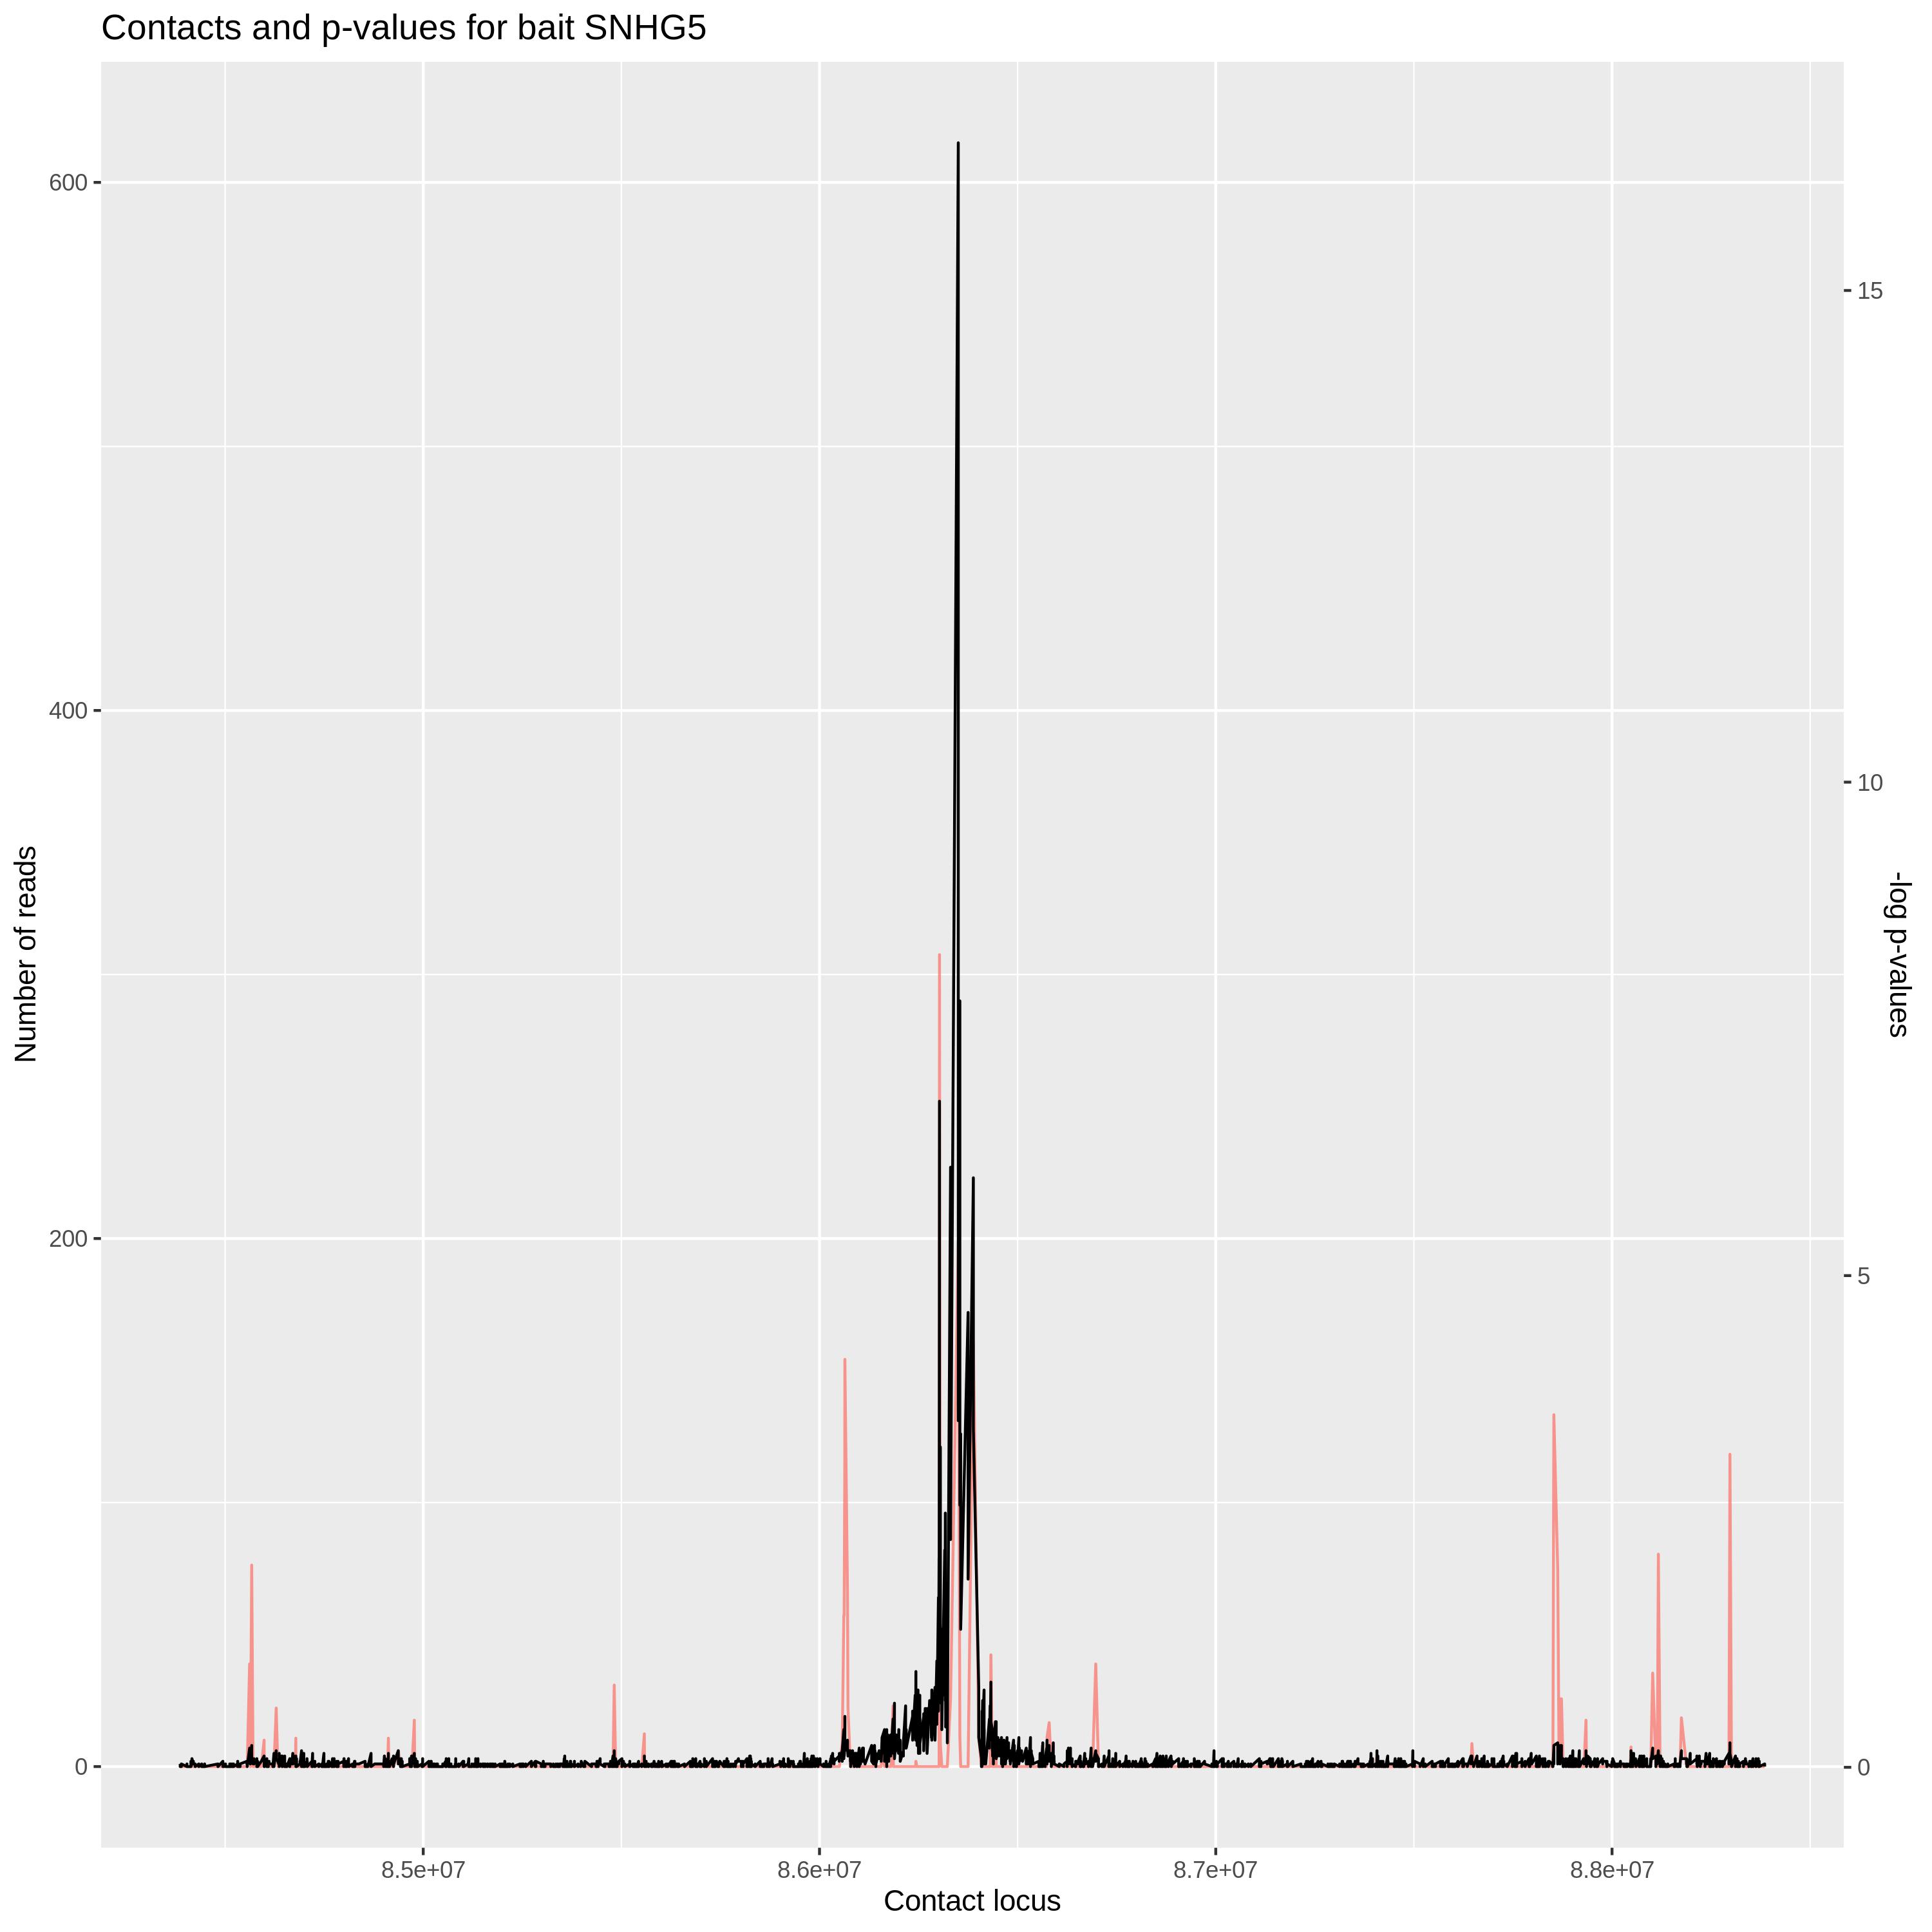 Contacts and p-values for bait SNHG5
600
400
200
0
Number of reads
15
10
5
0
-log p-values
8.5e+07
8.6e+07
8.7e+07
8.8e+07
Contact locus